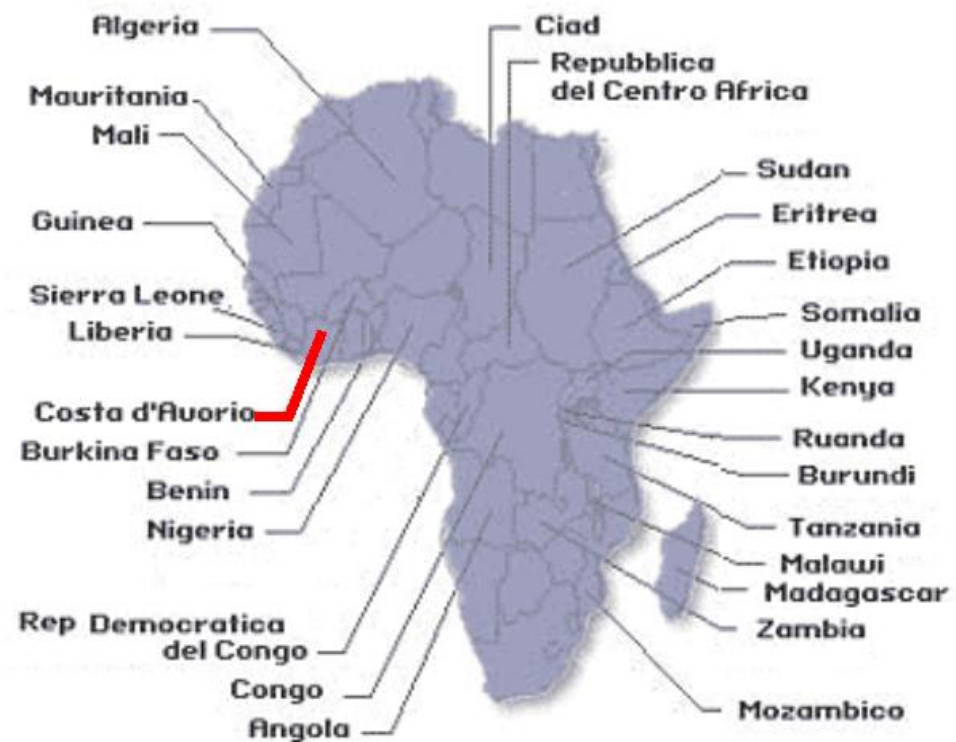 Algeria
Mauritania
Mali
Guinea
Sierra Leone
Liberia
Costa d'Avorio
Burkina Faso
Benin
Nigeria
Rep Democratica
del Congo
Congo
Angola
Ciad
Repubblica
del Centro Africa
Sudan
Eritrea
Etiopia
Somalia
Uganda
Kenya
Ruanda
Burundi
Tanzania
Malawi
Madagascar
Zambia
Mozambico